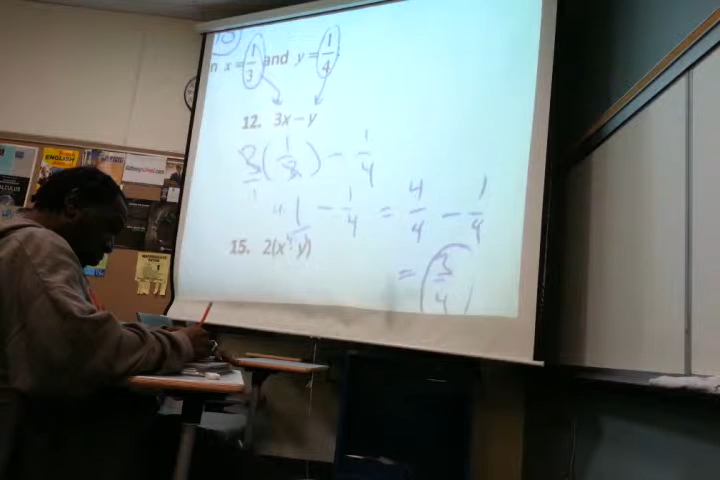 n x = 1/3 and y = 1/4
12. 3x − y
3/1 (1/3) − 1/4
1 − 1/4 = 4/4 − 1/4
15. 2(x · y)
= 3/4
ENGLISH
CALCULUS